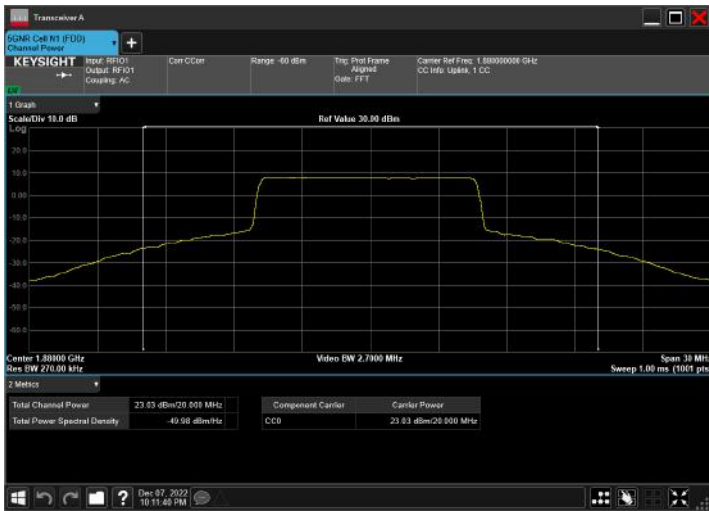 Transceiver A
5GNR Cell N1 (FDD)
Channel Power
KEYSIGHT
Input: RFIO1
Output: RFIO1
Coupling: AC
Corr CCorr
Range: -60 dBm
Trig: Prot Frame
Aligned
Gate: FFT
Carrier Ref Freq: 1.880000000 GHz
CC Info: Uplink, 1 CC
1 Graph
Scale/Div 10.0 dB
Ref Value 30.00 dBm
Log
20.0
10.0
0.00
-10.0
-20.0
-30.0
-40.0
-50.0
-60.0
Center 1.88000 GHz
Video BW 2.7000 MHz
Span 30 MHz
Res BW 270.00 kHz
Sweep 1.00 ms (1001 pts
2 Metrics
Total Channel Power 23.03 dBm/20.000 MHz
Total Power Spectral Density -49.98 dBm/Hz
Component Carrier Carrier Power
CC0 23.03 dBm/20.000 MHz
Dec 07, 2022
10:11:40 PM